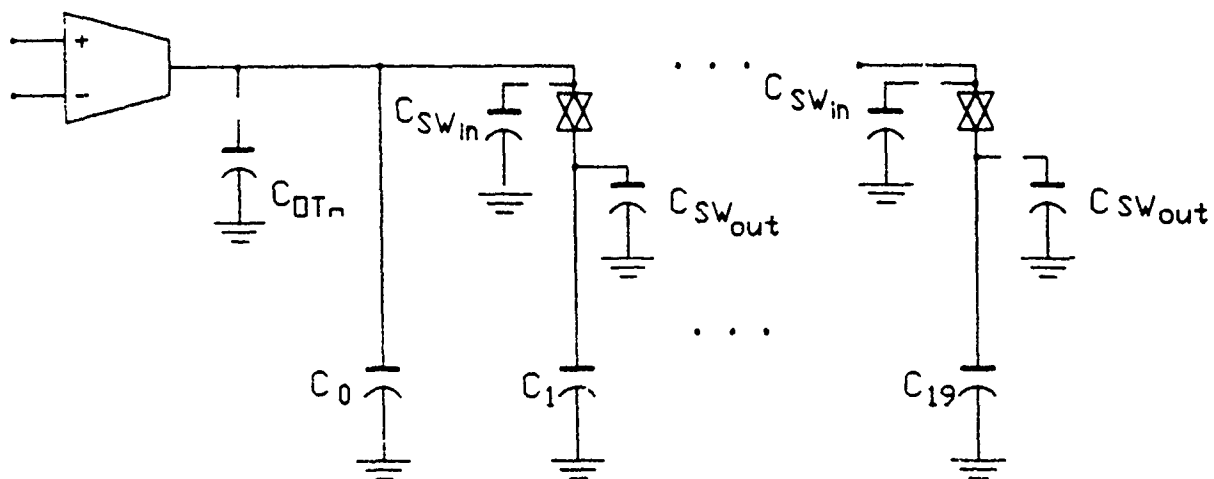 +
-
C_OTn
C_SWin
C_SWout
. . .
C_SWin
C_SWout
. . .
C_0
C_1
C_19